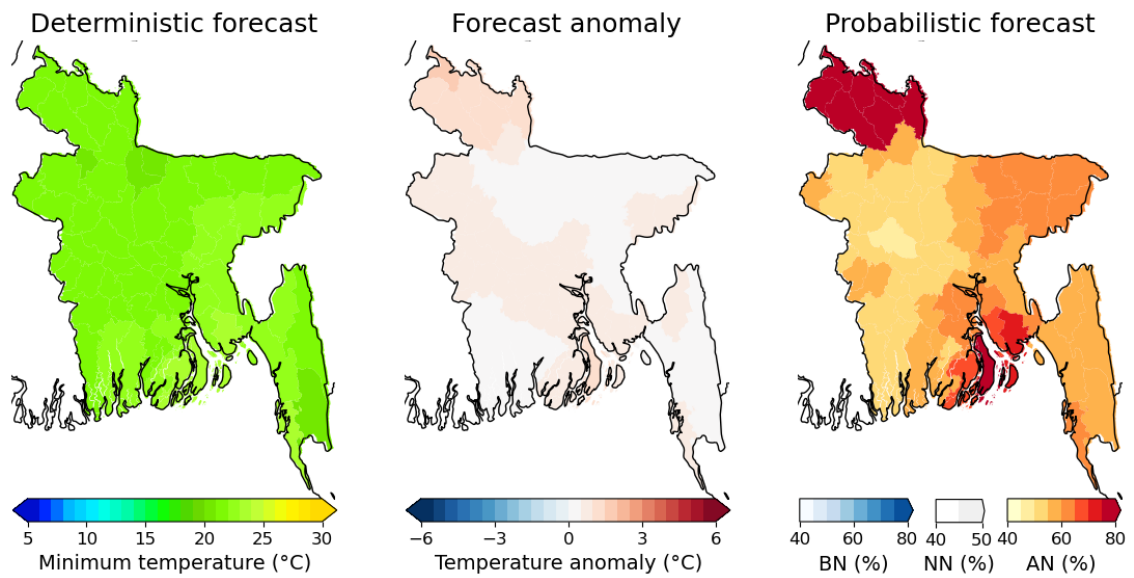 Deterministic forecast
Forecast anomaly
Probabilistic forecast
5 10 15 20 25 30
Minimum temperature (°C)
−6 −3 0 3 6
Temperature anomaly (°C)
40 60 80
BN (%)
40 50
NN (%)
40 60 80
AN (%)